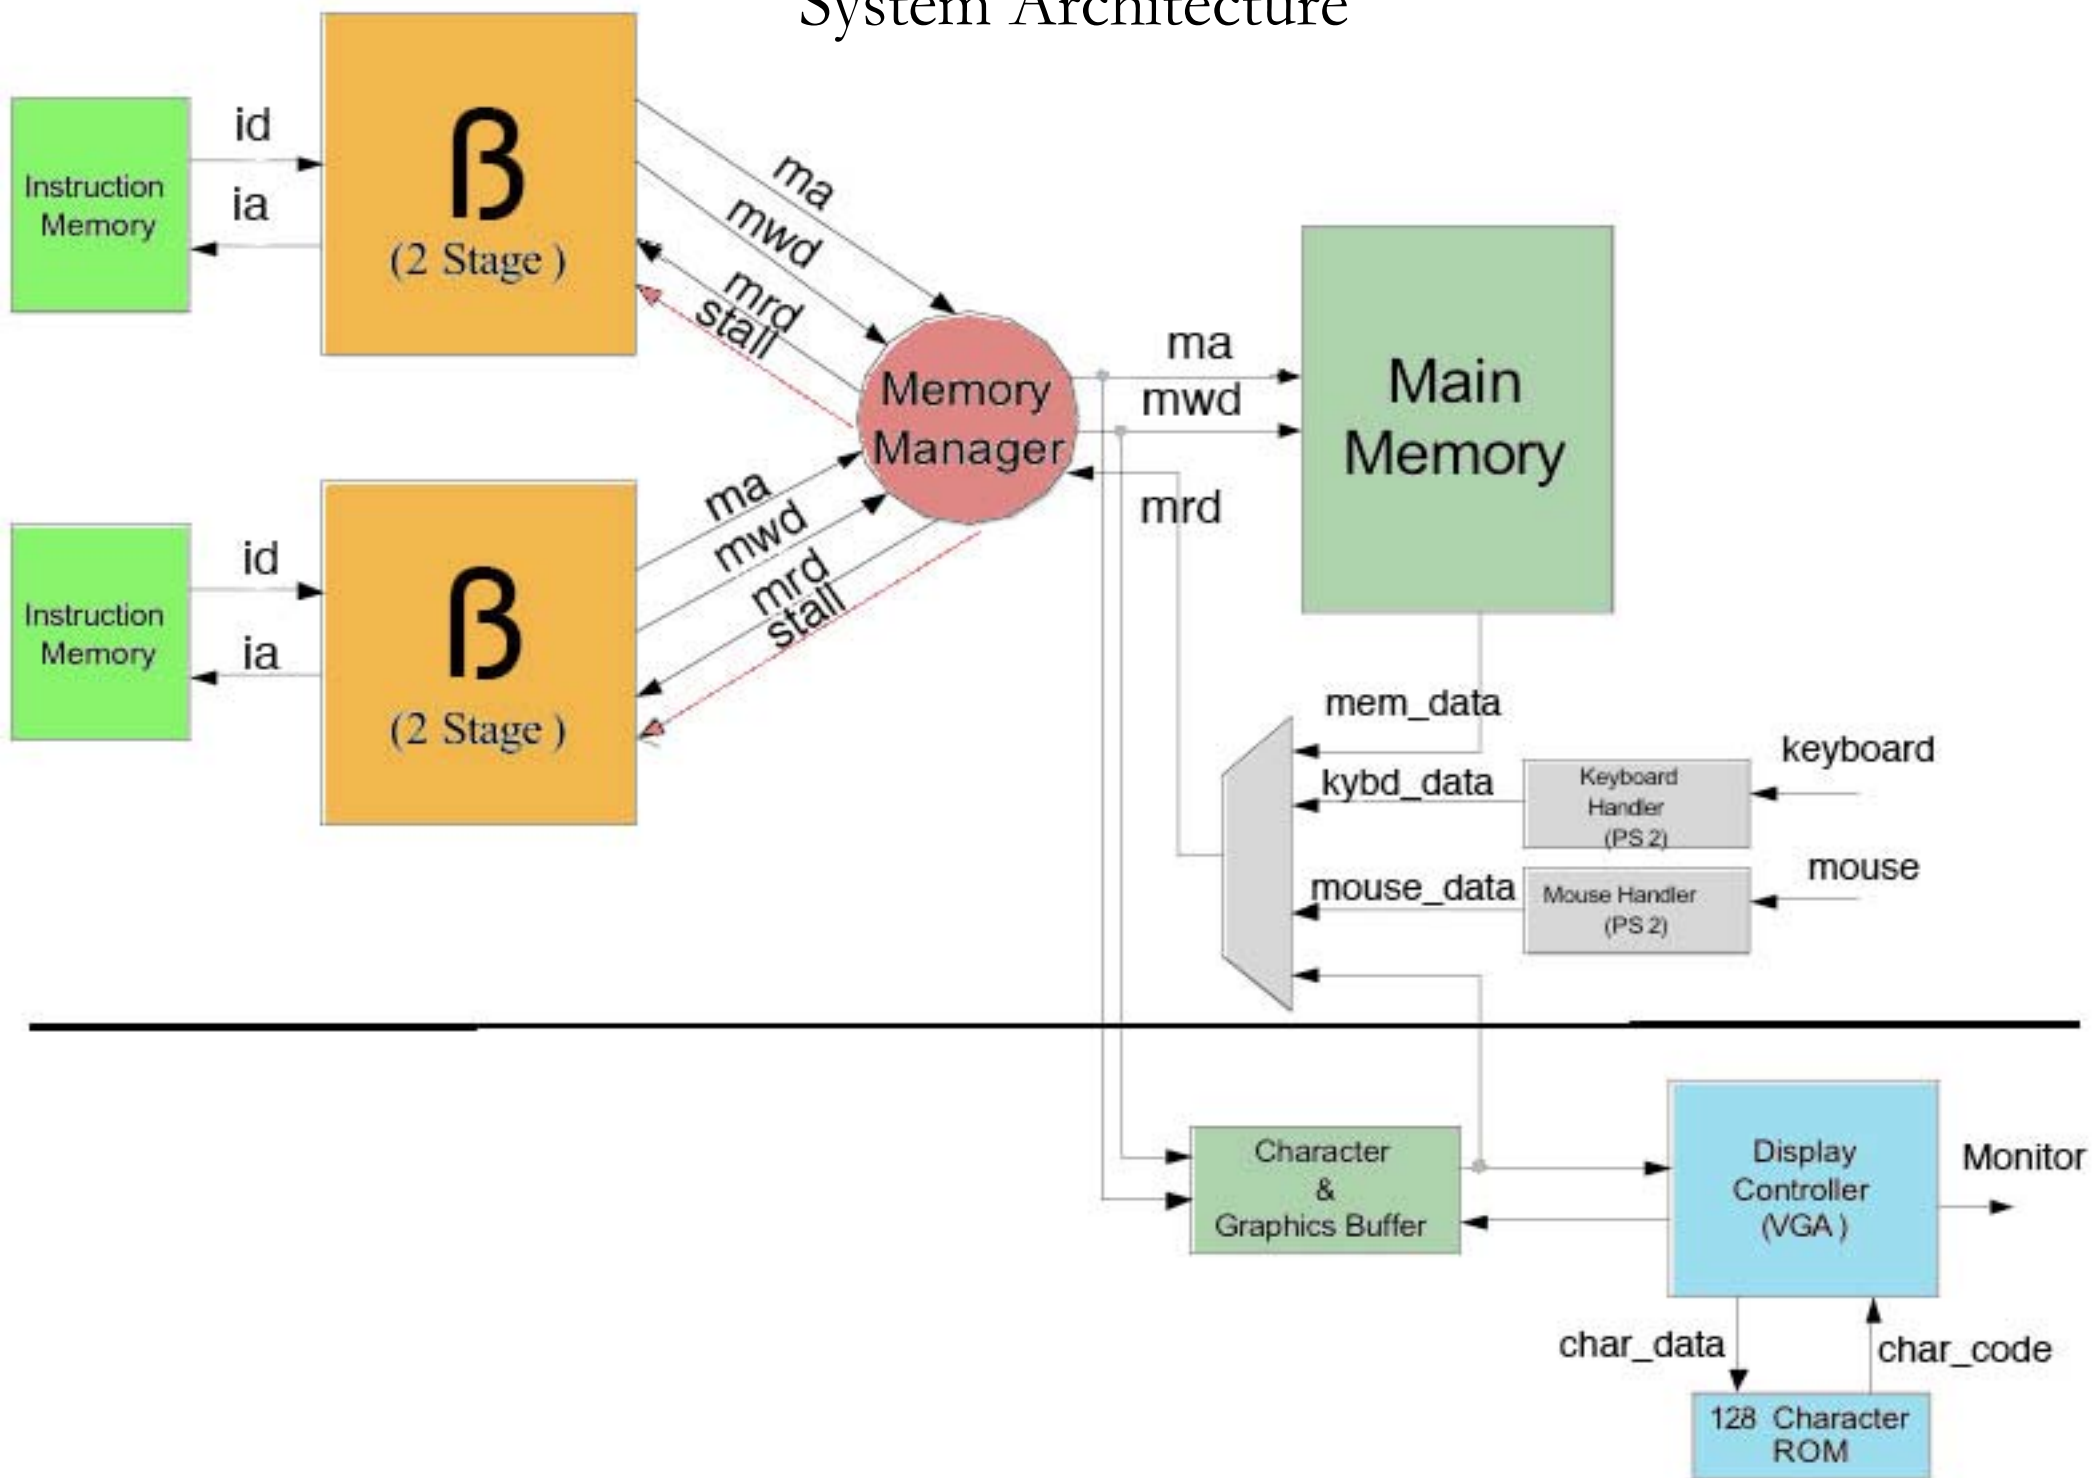 System Architecture
Instruction
Memory
id
ia
ß
(2 Stage )
ma
mwd
mrd
stall
Memory
Manager
ma
mwd
mrd
Main
Memory
Instruction
Memory
id
ia
ß
(2 Stage )
ma
mwd
mrd
stall
mem_data
kybd_data
Keyboard
Handler
(PS 2)
keyboard
mouse_data
Mouse Handler
(PS 2)
mouse
Character
&
Graphics Buffer
Display
Controller
(VGA )
Monitor
char_data
char_code
128 Character
ROM